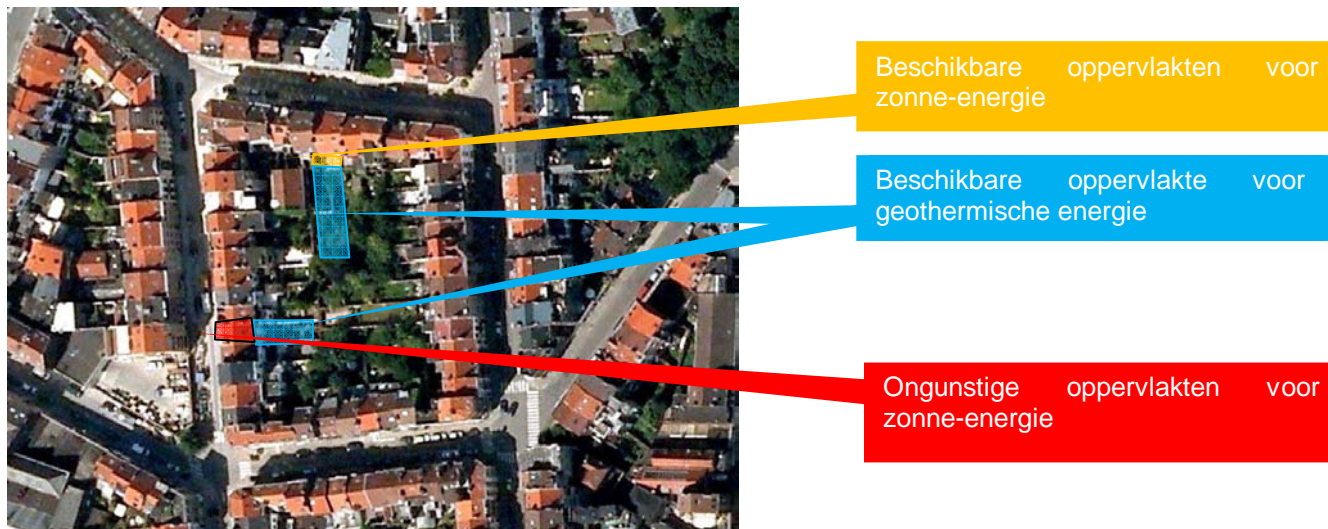 Beschikbare oppervlakten voor
zonne-energie
Beschikbare oppervlakte voor
geothermische energie
Ongunstige oppervlakten voor
zonne-energie